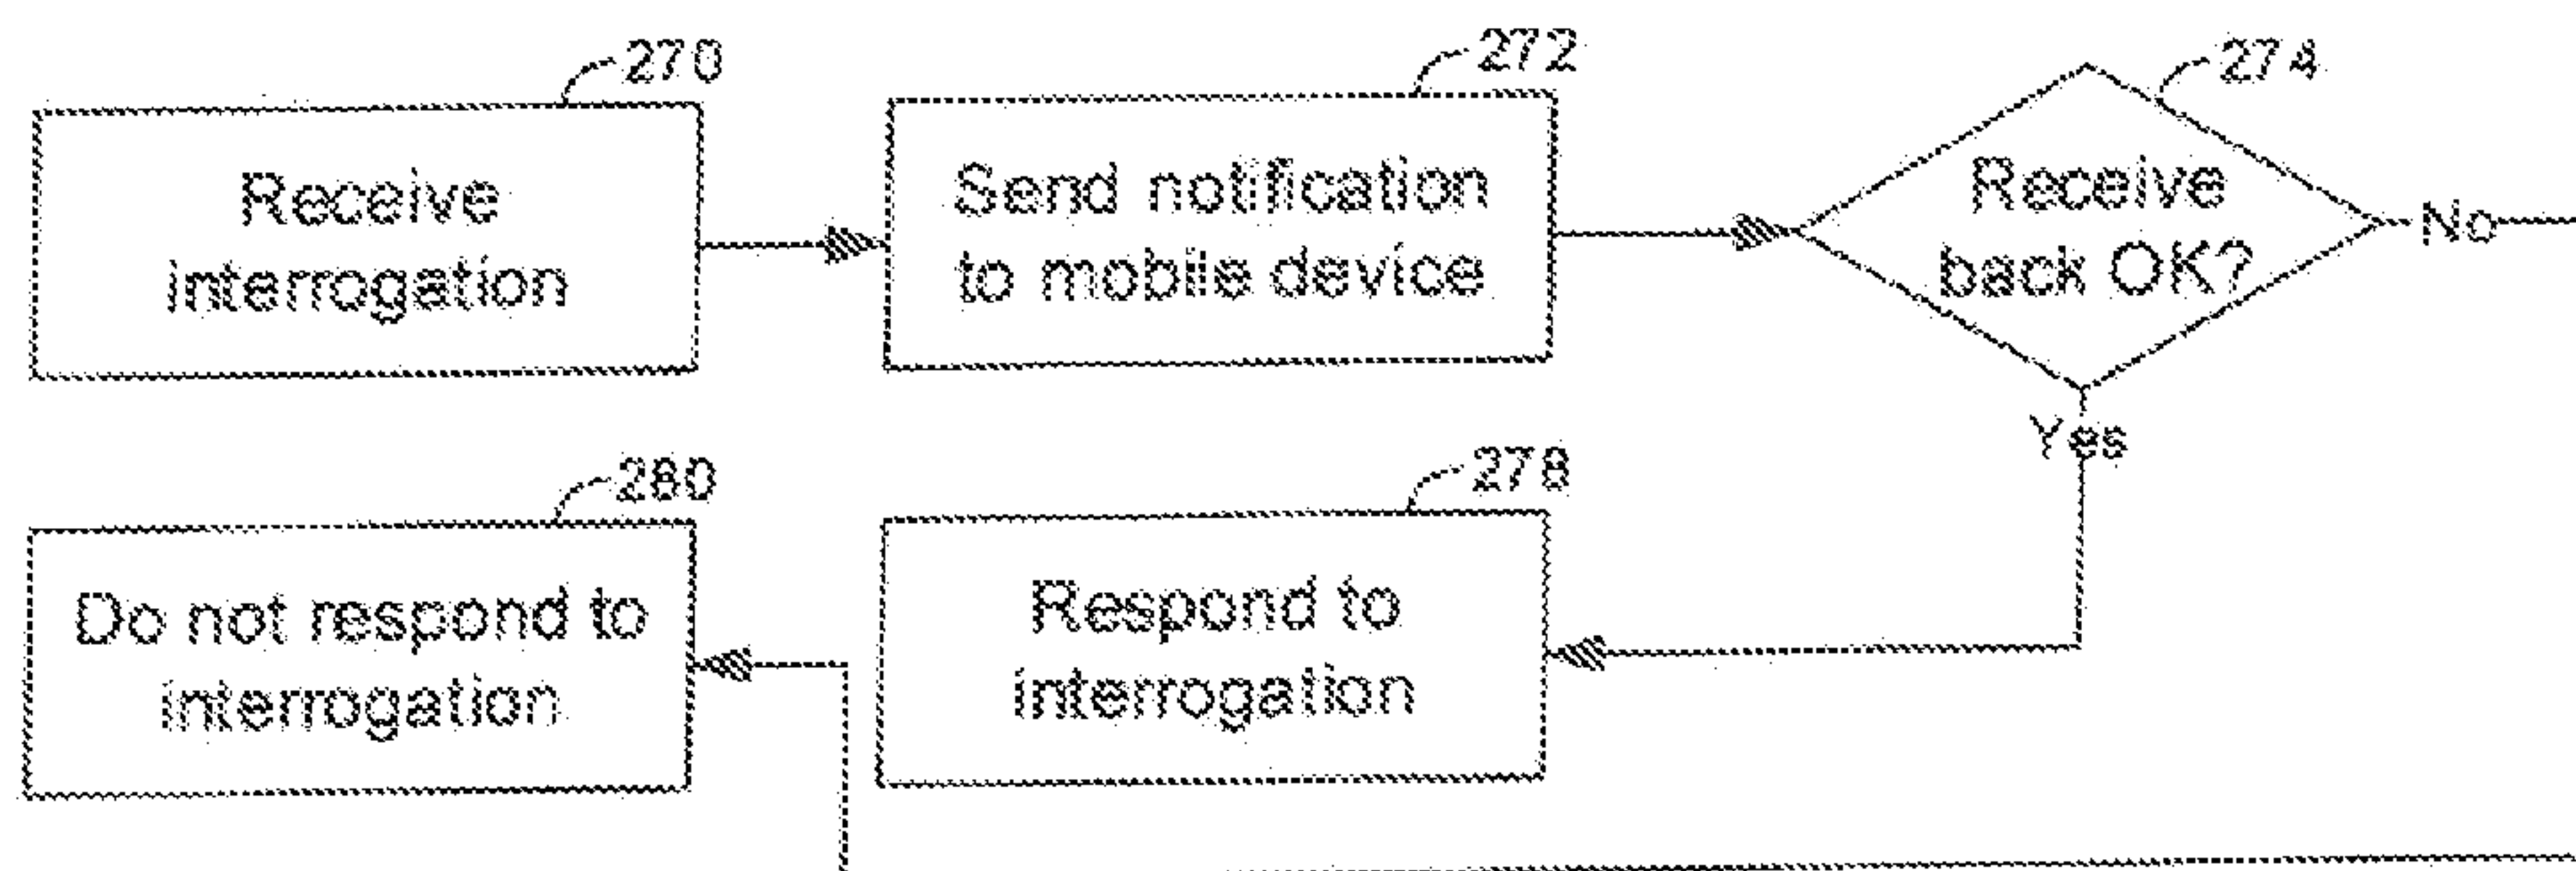 270
Receive
interrogation
272
Send notification
to mobile device
274
Receive
back OK?
No
Yes
280
Do not respond to
interrogation
278
Respond to
interrogation